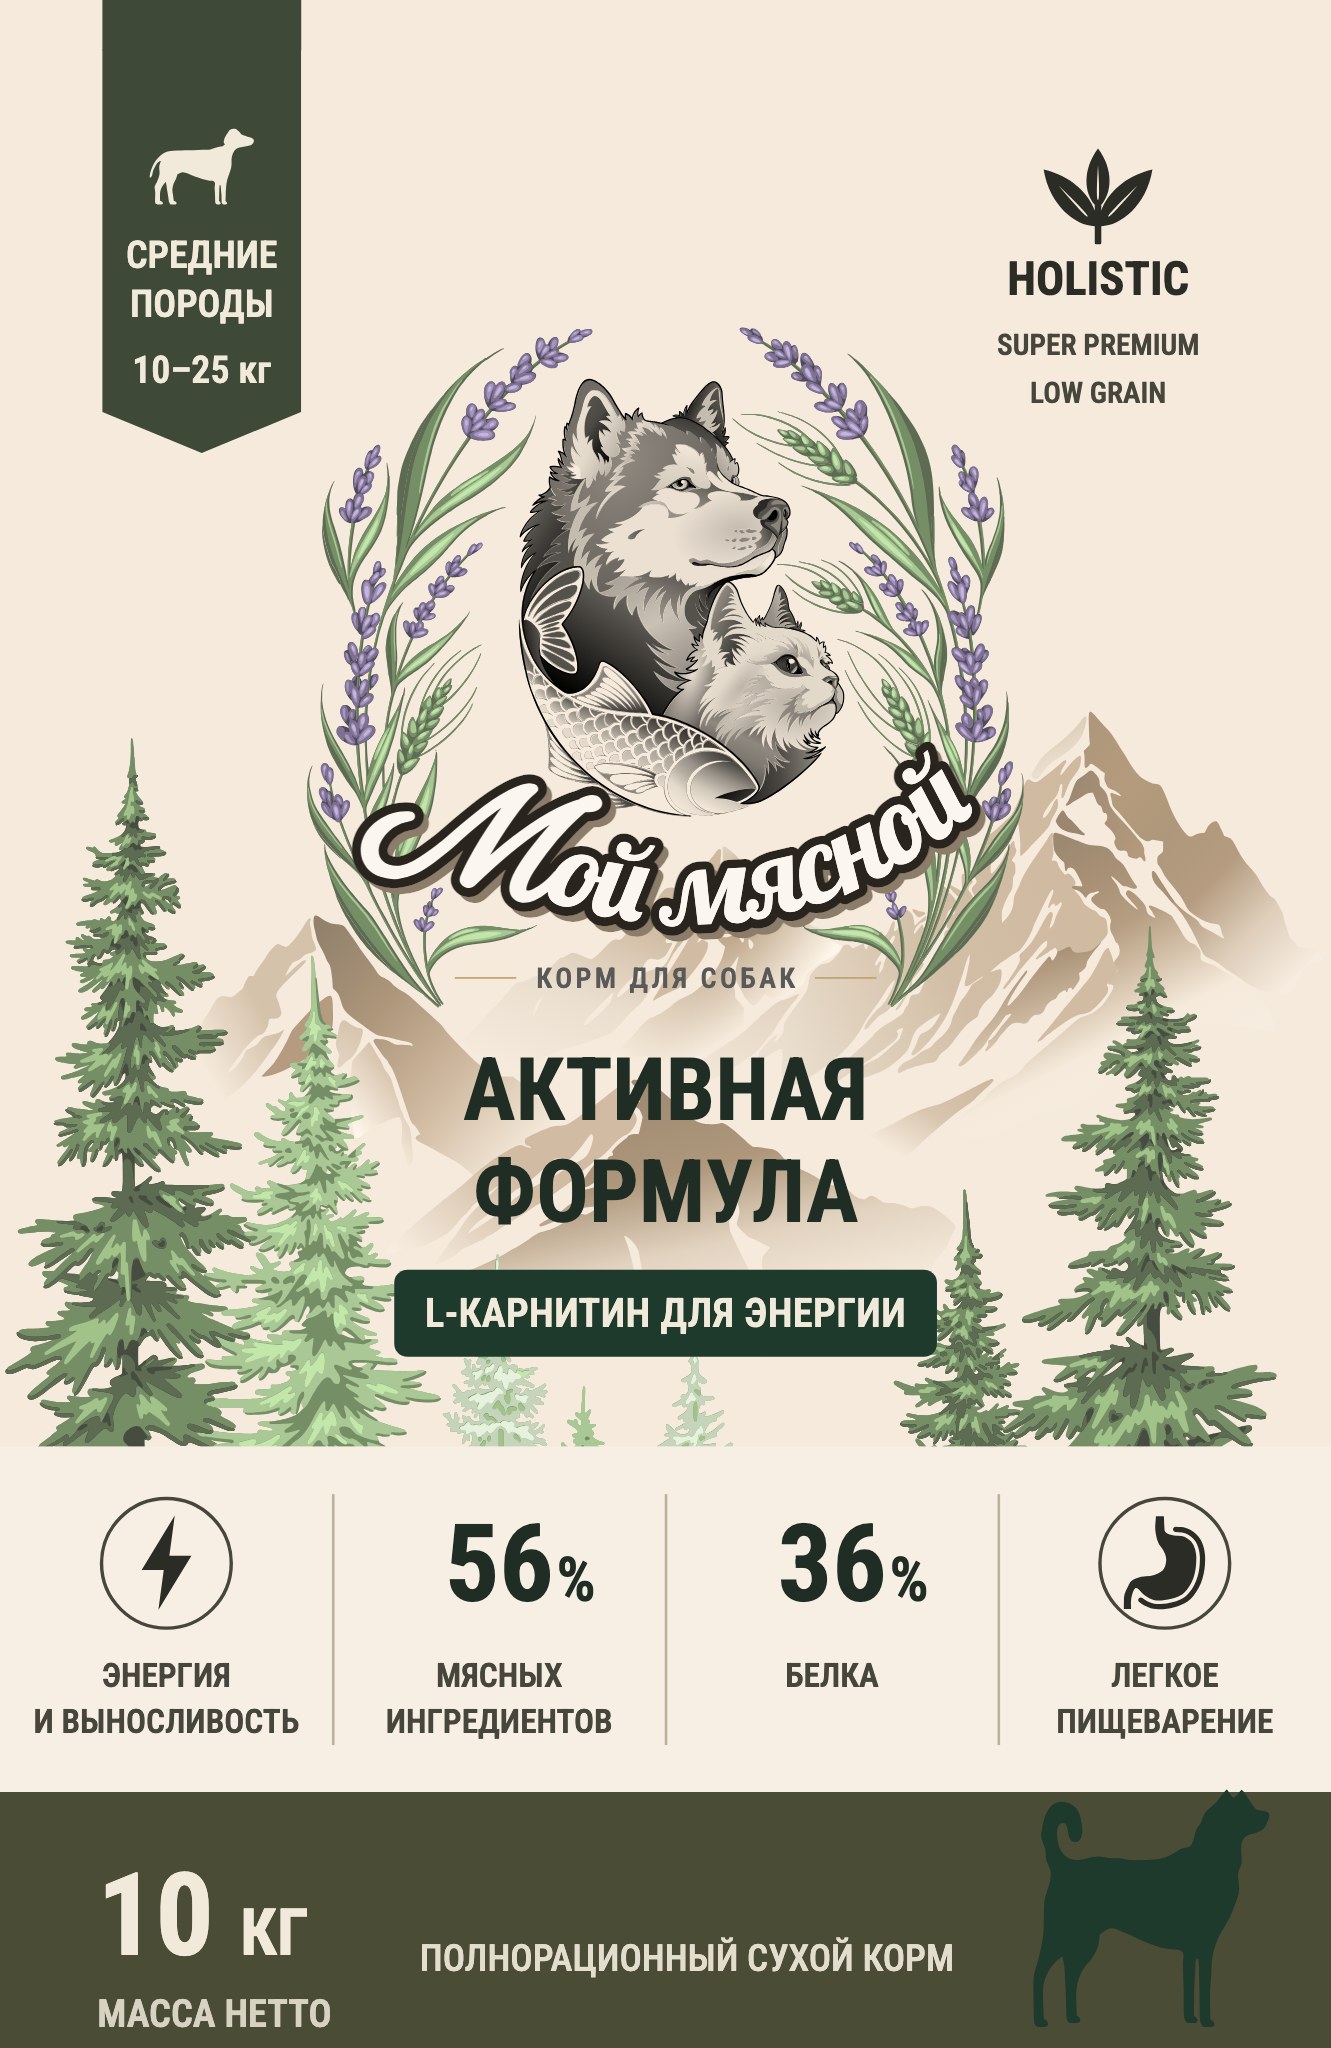 СРЕДНИЕ
ПОРОДЫ
10–25 кг
HOLISTIC
SUPER PREMIUM
LOW GRAIN
Мой мясной
КОРМ ДЛЯ СОБАК
АКТИВНАЯ
ФОРМУЛА
L-КАРНИТИН ДЛЯ ЭНЕРГИИ
ЭНЕРГИЯ
И ВЫНОСЛИВОСТЬ
56%
МЯСНЫХ
ИНГРЕДИЕНТОВ
36%
БЕЛКА
ЛЕГКОЕ
ПИЩЕВАРЕНИЕ
10 кг
МАССА НЕТТО
ПОЛНОРАЦИОННЫЙ СУХОЙ КОРМ